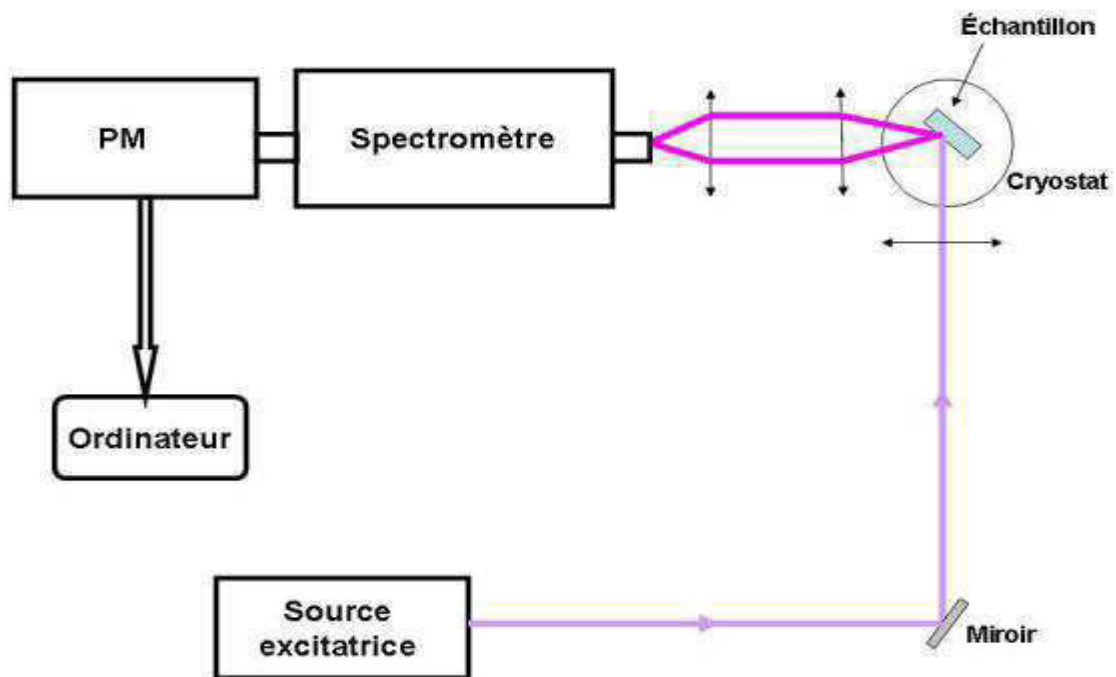 Échantillon
PM
Spectromètre
Cryostat
Ordinateur
Source
excitatrice
Miroir